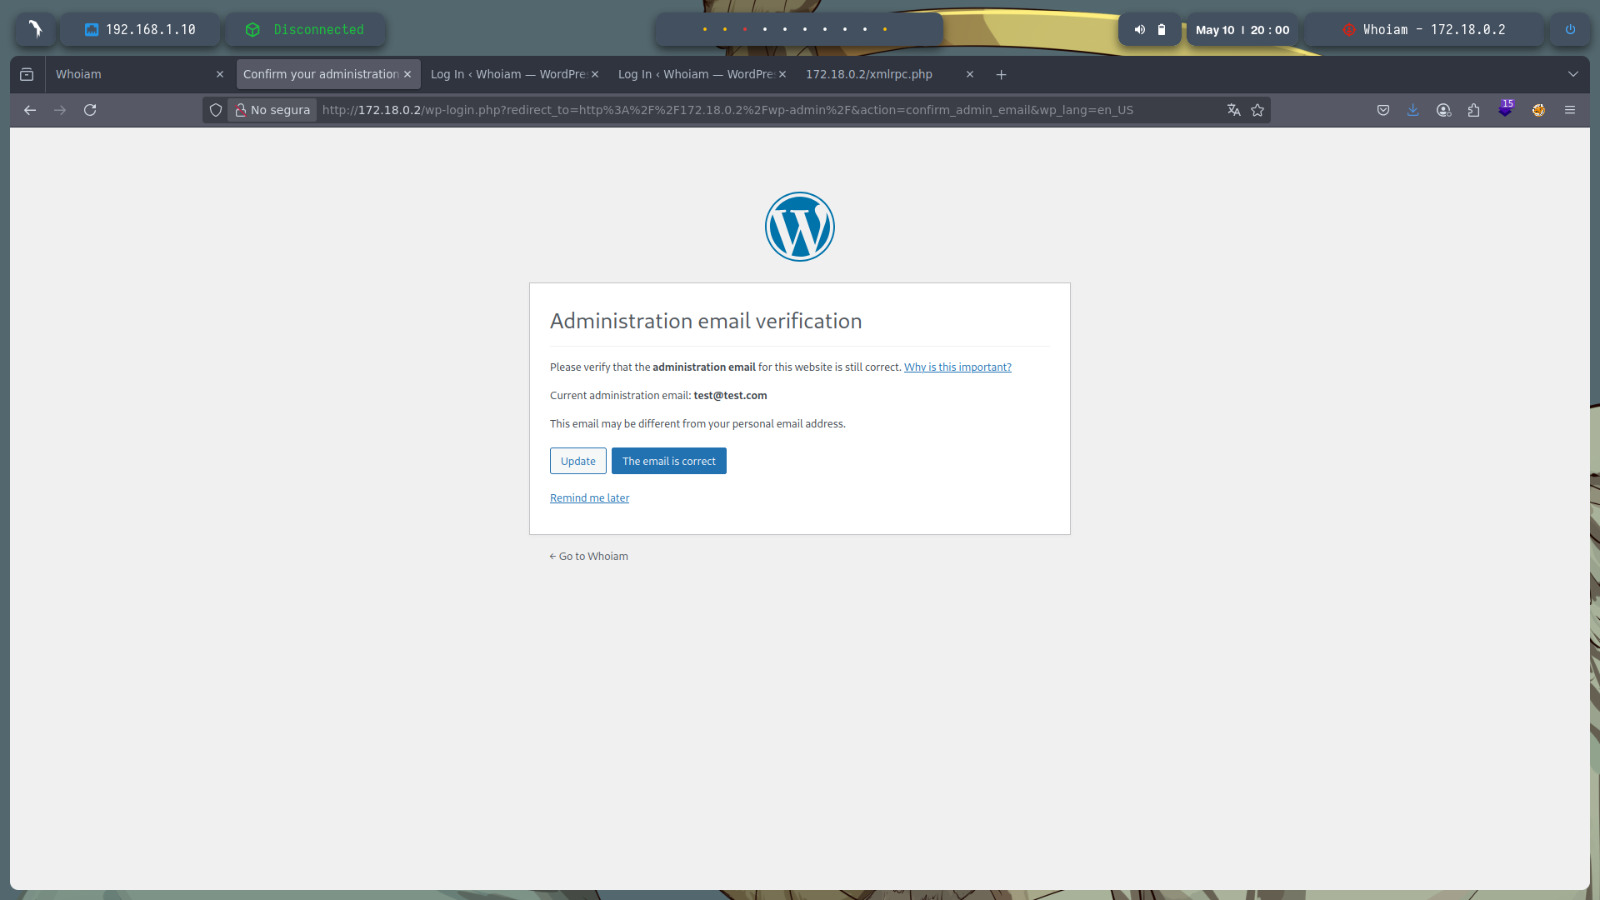 192.168.1.10
Disconnected
May 10 | 20 : 00
Whoiam - 172.18.0.2
Whoiam
Confirm your administration
Log In ‹ Whoiam — WordPre
Log In ‹ Whoiam — WordPre
172.18.0.2/xmlrpc.php
No segura
http://172.18.0.2/wp-login.php?redirect_to=http%3A%2F%2F172.18.0.2%2Fwp-admin%2F&action=confirm_admin_email&wp_lang=en_US
15
Administration email verification
Please verify that the administration email for this website is still correct. Why is this important?
Current administration email: test@test.com
This email may be different from your personal email address.
Update
The email is correct
Remind me later
← Go to Whoiam